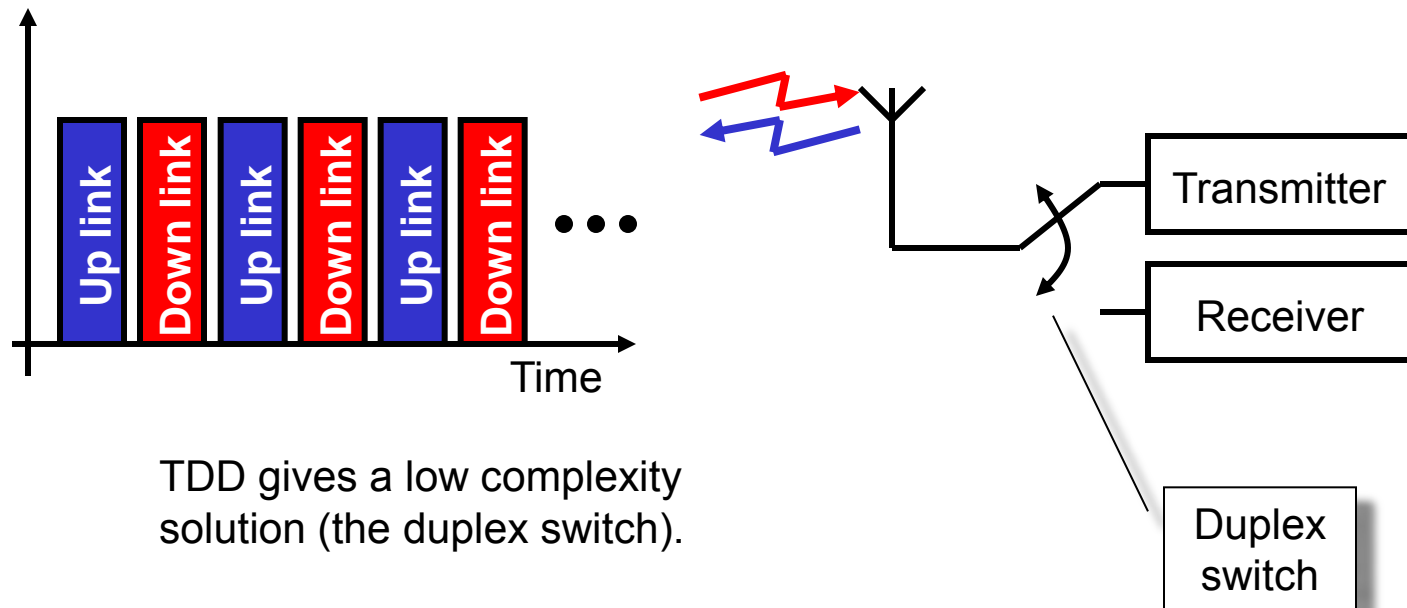 Up link
Down link
Up link
Down link
Up link
Down link
Time
Transmitter
Receiver
TDD gives a low complexity
solution (the duplex switch).
Duplex
switch